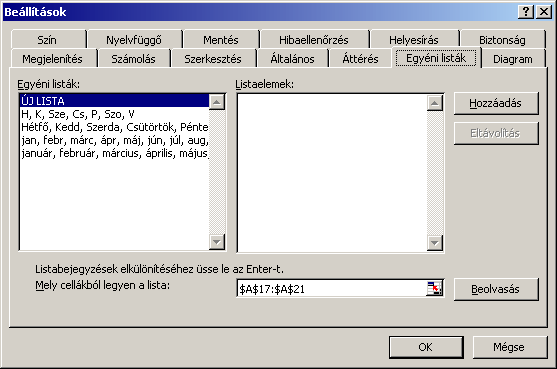 Beállítások
Szín
Nyelvfüggő
Mentés
Hibaellenőrzés
Helyesírás
Biztonság
Megjelenítés
Számolás
Szerkesztés
Általános
Áttérés
Egyéni listák
Diagram
Egyéni listák:
Listaelemek:
ÚJ LISTA
H, K, Sze, Cs, P, Szo, V
Hétfő, Kedd, Szerda, Csütörtök, Pénte
jan, febr, márc, ápr, máj, jún, júl, aug,
január, február, március, április, május,
Hozzáadás
Eltávolítás
Listabejegyzések elkülönítéséhez üsse le az Enter-t.
Mely cellákból legyen a lista:
$A$17:$A$21
Beolvasás
OK
Mégse